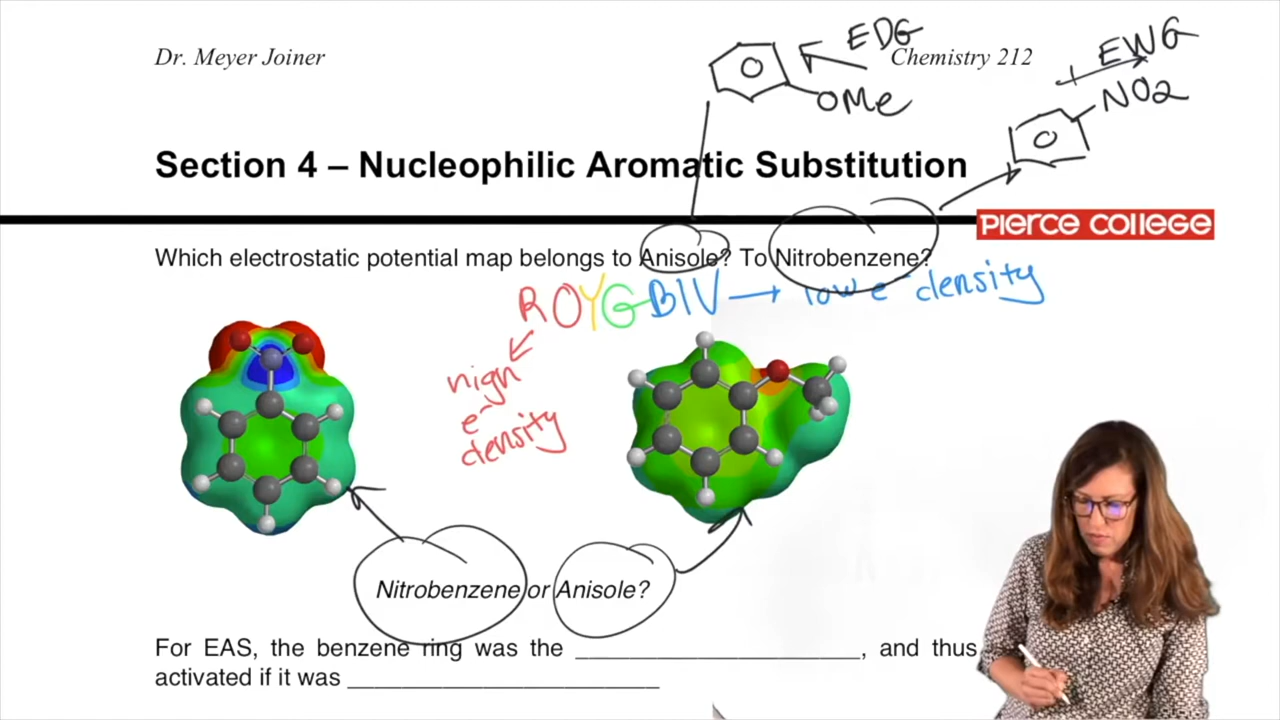 Dr. Meyer Joiner
EDG
Chemistry 212
EWG
OMe
NO2
Section 4 – Nucleophilic Aromatic Substitution
PIERCE COLLEGE
Which electrostatic potential map belongs to Anisole? To Nitrobenzene?
ROYGBIV → low e⁻ density
high
e⁻
density
Nitrobenzene or Anisole?
For EAS, the benzene ring was the ____________________, and thus
activated if it was ______________________